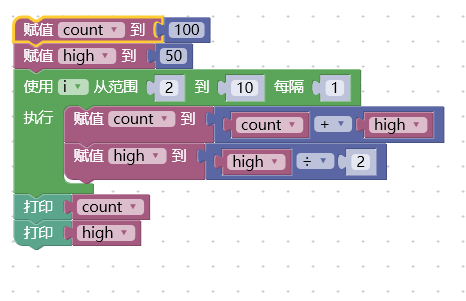 赋值 count 到 100
赋值 high 到 50
使用 i 从范围 2 到 10 每隔 1
执行 赋值 count 到 count + high
赋值 high 到 high ÷ 2
打印 count
打印 high